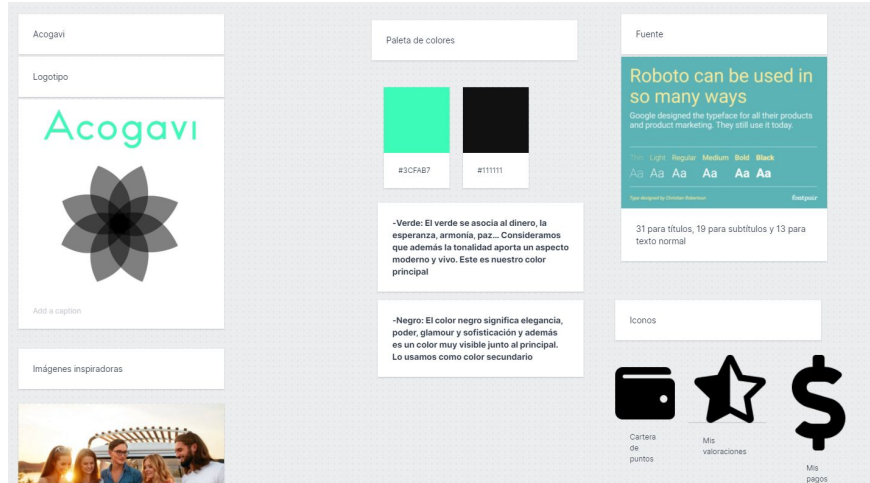 Acogavi
Logotipo
Acogavi
Add a caption
Imágenes inspiradoras
Paleta de colores
#3CFAB7
#111111
-Verde: El verde se asocia al dinero, la
esperanza, armonía, paz... Consideramos
que además la tonalidad aporta un aspecto
moderno y vivo. Este es nuestro color
principal
-Negro: El color negro significa elegancia,
poder, glamour y sofisticación y además
es un color muy visible junto al principal.
Lo usamos como color secundario
Fuente
Roboto can be used in
so many ways
Google designed the typeface for all their products
and product marketing. They still use it today.
Thin Light Regular Medium Bold Black
Aa Aa Aa Aa Aa Aa
Type designed by Christian Robertson
fontpair
31 para títulos, 19 para subtítulos y 13 para
texto normal
Iconos
Cartera
de
puntos
Mis
valoraciones
Mis
pagos